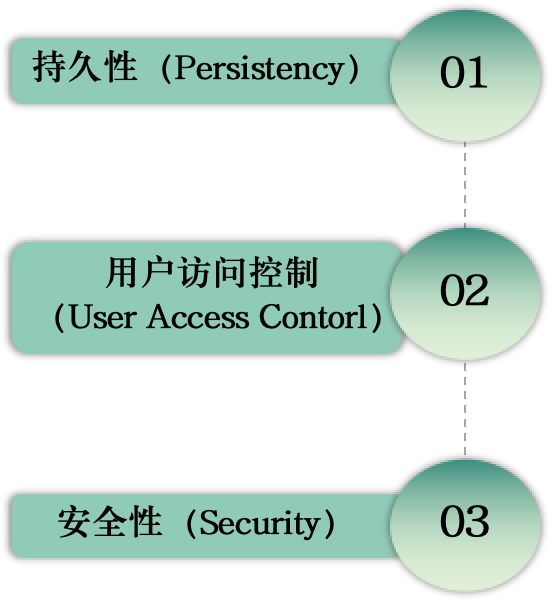 持久性（Persistency）
01
用户访问控制
（User Access Contorl）
02
安全性（Security）
03